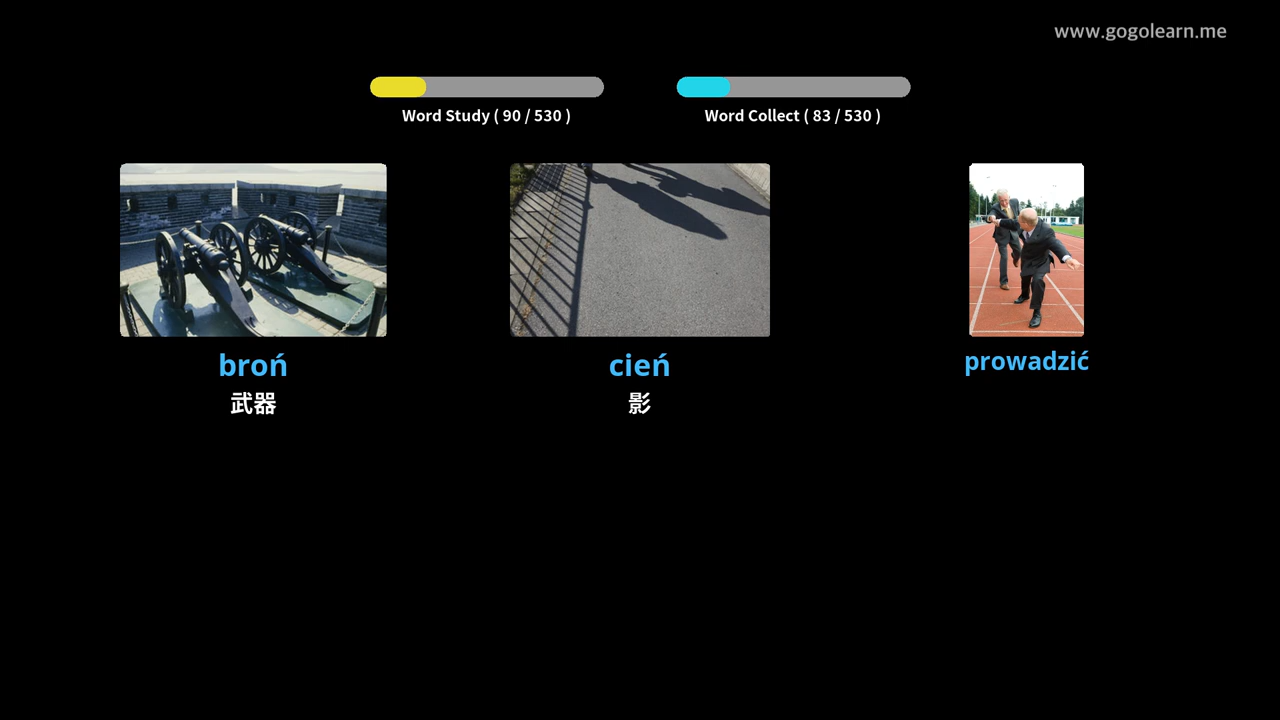 www.gogolearn.me
Word Study ( 90 / 530 )
Word Collect ( 83 / 530 )
broń
武器
cień
影
prowadzić